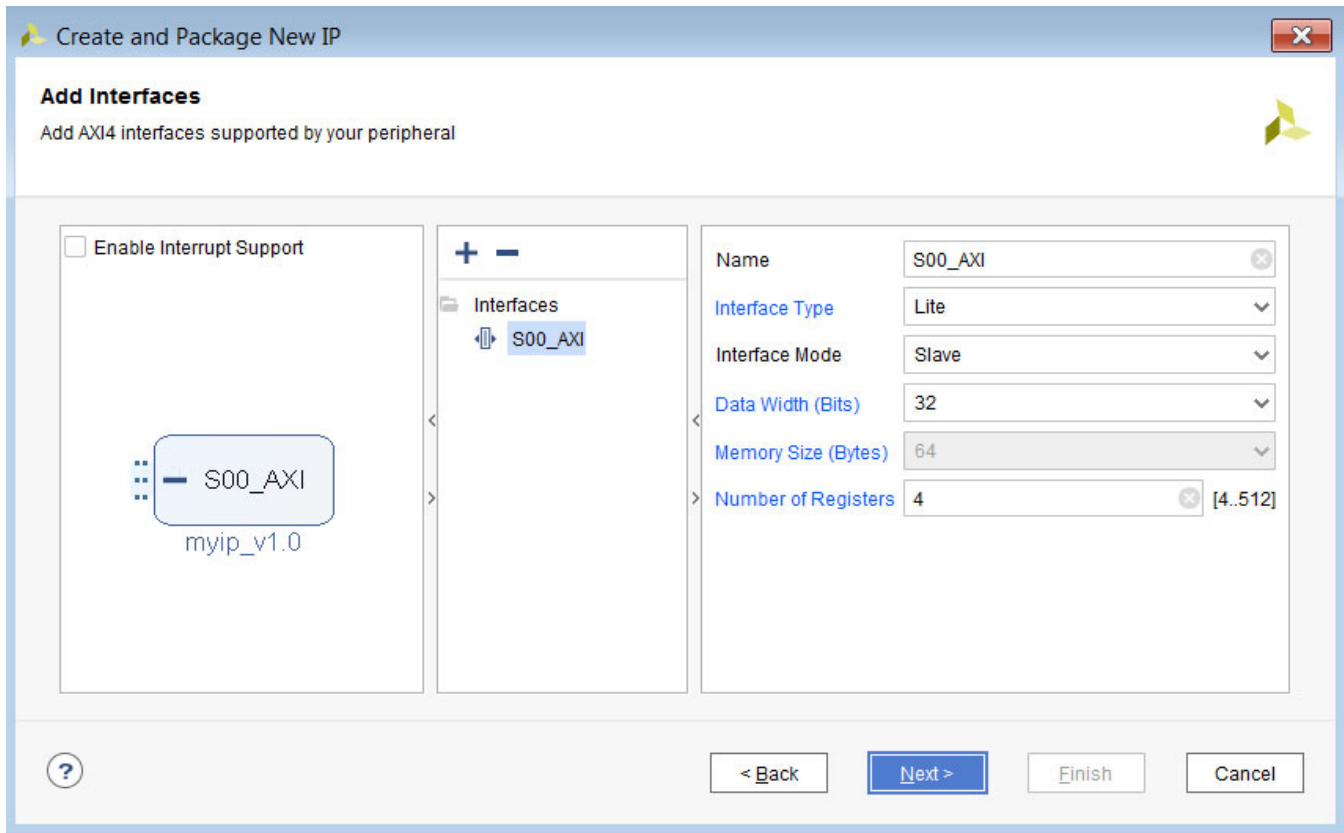 Create and Package New IP
Add Interfaces
Add AXI4 interfaces supported by your peripheral
Enable Interrupt Support
S00_AXI
myip_v1.0
Interfaces
S00_AXI
Name S00_AXI
Interface Type Lite
Interface Mode Slave
Data Width (Bits) 32
Memory Size (Bytes) 64
Number of Registers 4 [4..512]
? < Back Next > Finish Cancel